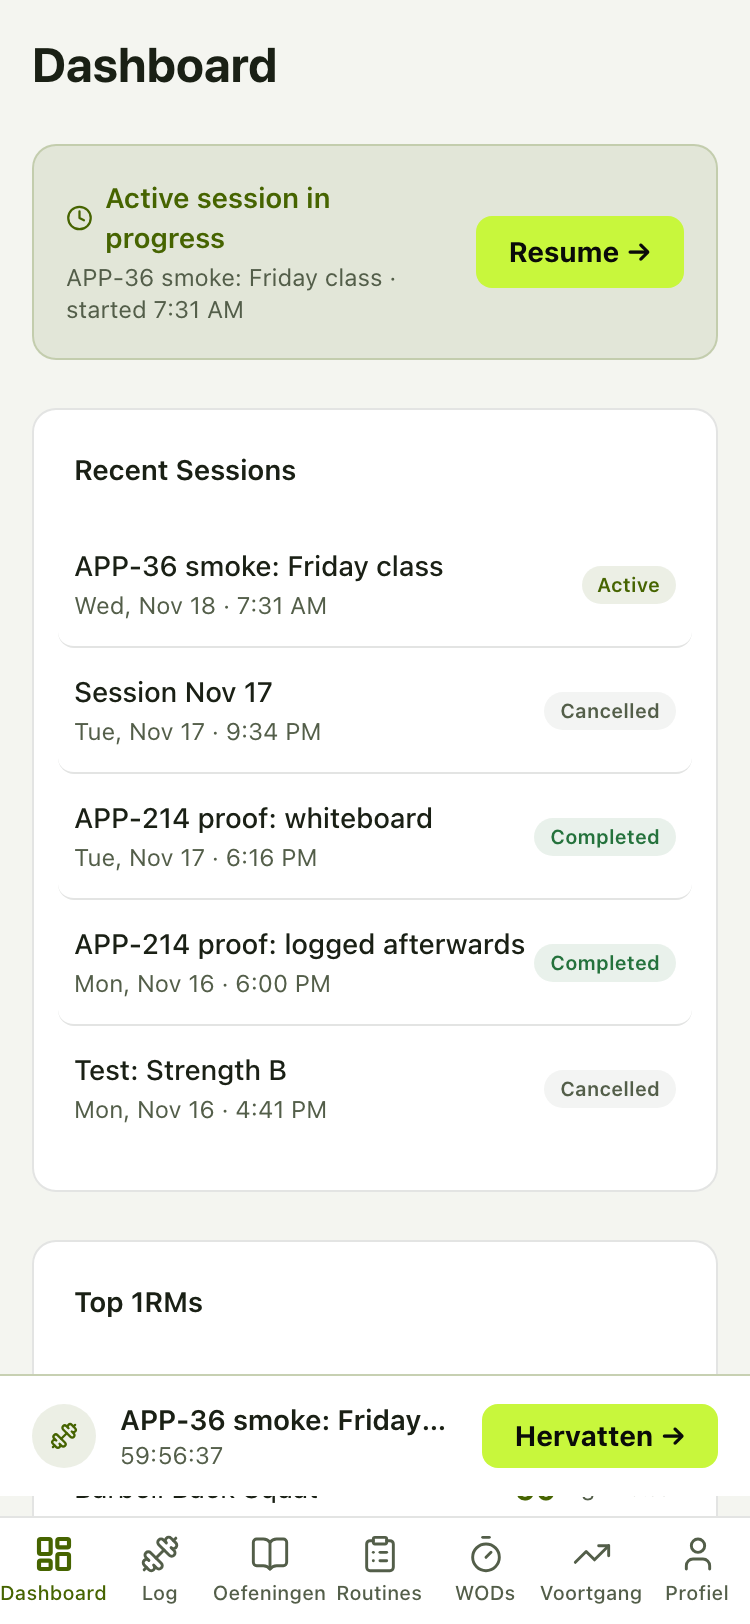 Dashboard
Active session in
progress
APP-36 smoke: Friday class ·
started 7:31 AM
Resume →
Recent Sessions
APP-36 smoke: Friday class
Wed, Nov 18 · 7:31 AM
Active
Session Nov 17
Tue, Nov 17 · 9:34 PM
Cancelled
APP-214 proof: whiteboard
Tue, Nov 17 · 6:16 PM
Completed
APP-214 proof: logged afterwards
Mon, Nov 16 · 6:00 PM
Completed
Test: Strength B
Mon, Nov 16 · 4:41 PM
Cancelled
Top 1RMs
APP-36 smoke: Friday...
59:56:37
Hervatten →
Barbell Back Squat
Dashboard
Log
Oefeningen
Routines
WODs
Voortgang
Profiel